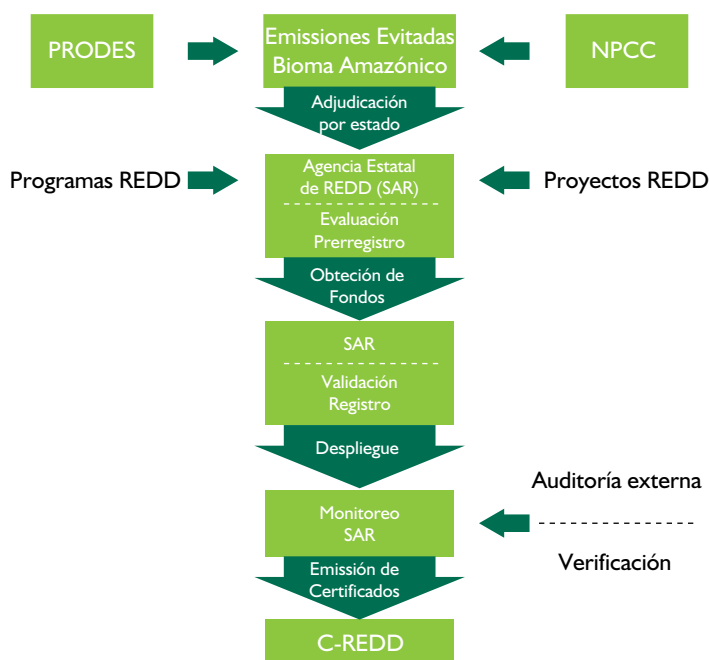 PRODES
Emissiones Evitadas
Bioma Amazónico
NPCC
Adjudicación
por estado
Programas REDD
Agencia Estatal
de REDD (SAR)
Evaluación
Prerregistro
Proyectos REDD
Obteción de
Fondos
SAR
Validación
Registro
Despliegue
Monitoreo
SAR
Auditoría externa
Verificación
Emisión de
Certificados
C-REDD